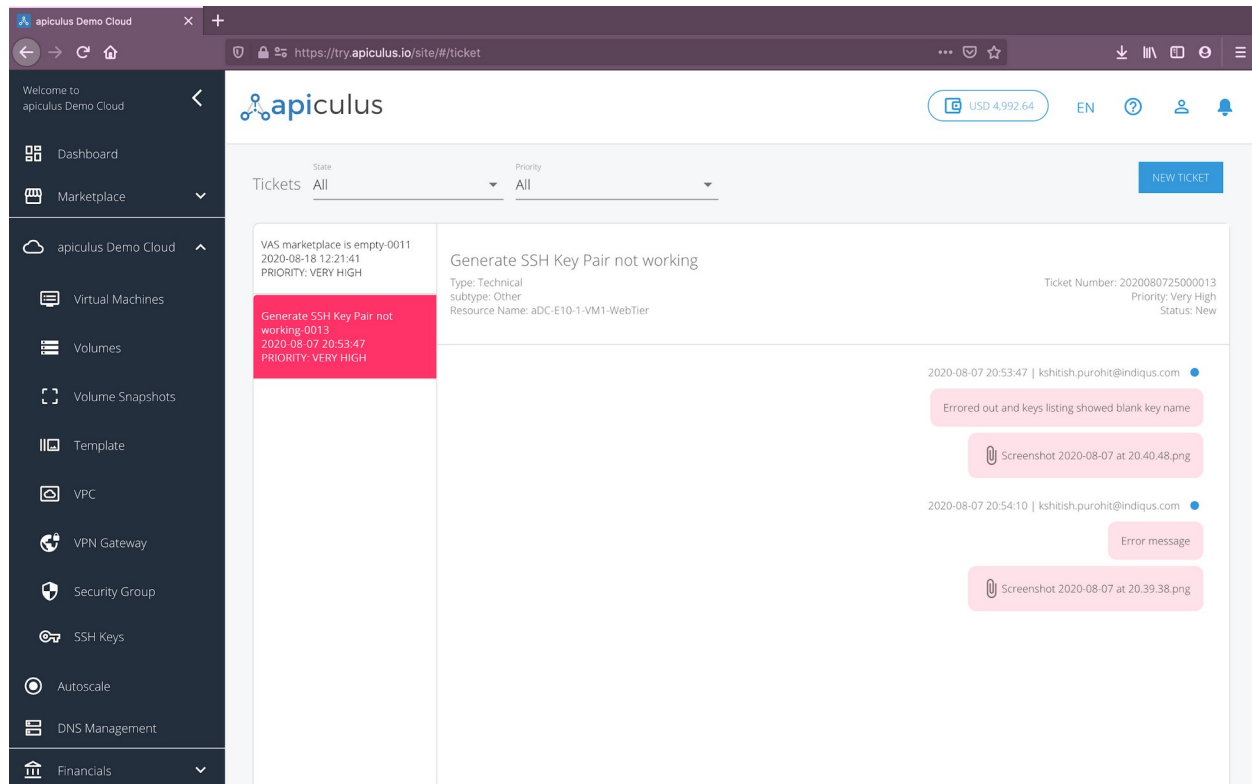 apiculus Demo Cloud
https://try.apiculus.io/site/#/ticket
Welcome to
apiculus Demo Cloud
Dashboard
Marketplace
apiculus Demo Cloud
Virtual Machines
Volumes
Volume Snapshots
Template
VPC
VPN Gateway
Security Group
SSH Keys
Autoscale
DNS Management
Financials
apiculus
USD 4,992.64
EN
Tickets
State
All
Priority
All
NEW TICKET
VAS marketplace is empty-0011
2020-08-18 12:21:41
PRIORITY: VERY HIGH
Generate SSH Key Pair not
working-0013
2020-08-07 20:53:47
PRIORITY: VERY HIGH
Generate SSH Key Pair not working
Type: Technical
subtype: Other
Resource Name: aDC-E10-1-VM1-WebTier
Ticket Number: 2020080725000013
Priority: Very High
Status: New
2020-08-07 20:53:47 | kshitish.purohit@indiqus.com
Errored out and keys listing showed blank key name
Screenshot 2020-08-07 at 20.40.48.png
2020-08-07 20:54:10 | kshitish.purohit@indiqus.com
Error message
Screenshot 2020-08-07 at 20.39.38.png